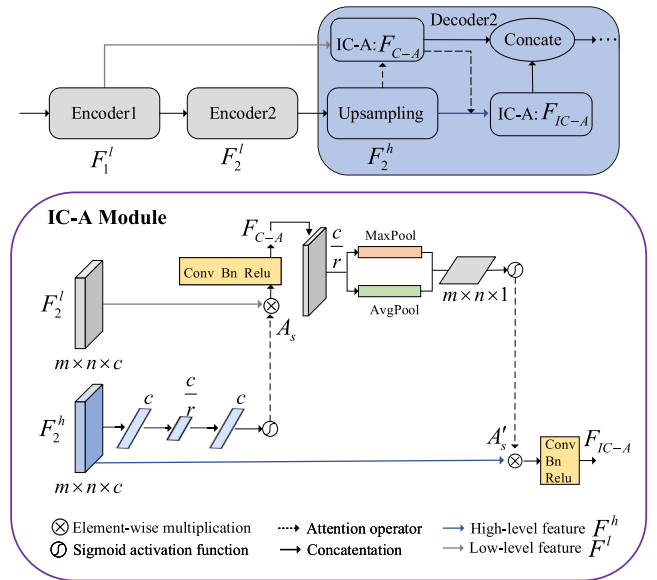 Decoder2
IC-A: F_{C-A}
Concate
Encoder1
Encoder2
Upsampling
IC-A: F_{IC-A}
F_1^l
F_2^l
F_2^h
IC-A Module
F_{C-A}
c/r
MaxPool
Conv Bn Relu
AvgPool
m×n×1
F_2^l
A_s
m×n×c
c
c/r
c
F_2^h
A_s′
Conv
Bn
Relu
F_{IC-A}
m×n×c
Element-wise multiplication
Attention operator
High-level feature F^h
Sigmoid activation function
Concatentation
Low-level feature F^l